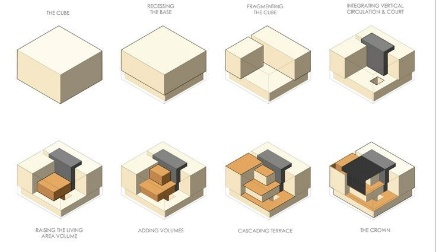 THE CUBE
RECESSING
THE BASE
FRAGMENTING
THE CUBE
INTEGRATING VERTICAL
CIRCULATION & COURT
RAISING THE LIVING
AREA VOLUME
ADDING VOLUMES
CASCADING TERRACE
THE CROWN